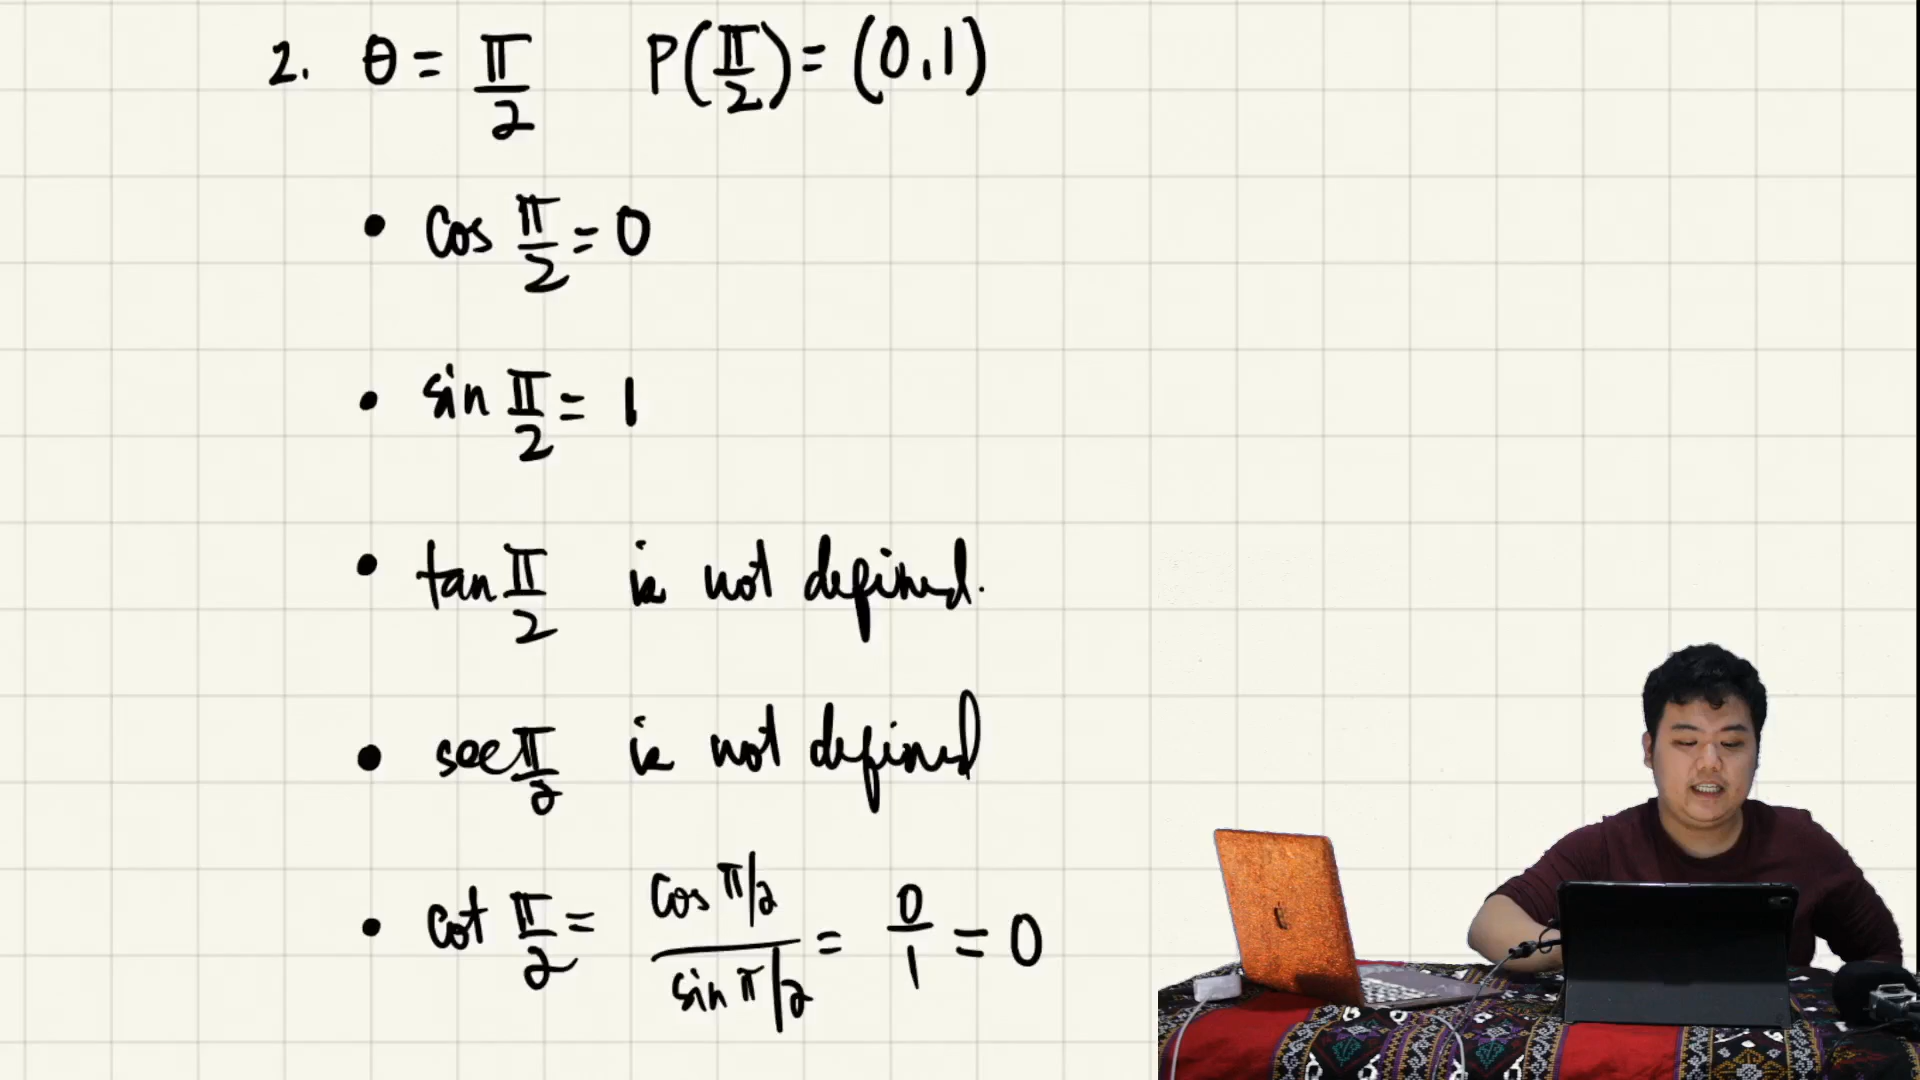 2. θ = π/2 P(π/2) = (0,1)
• cos π/2 = 0
• sin π/2 = 1
• tan π/2 is not defined.
• sec π/2 is not defined
• cot π/2 = cos π/2 / sin π/2 = 0/1 = 0